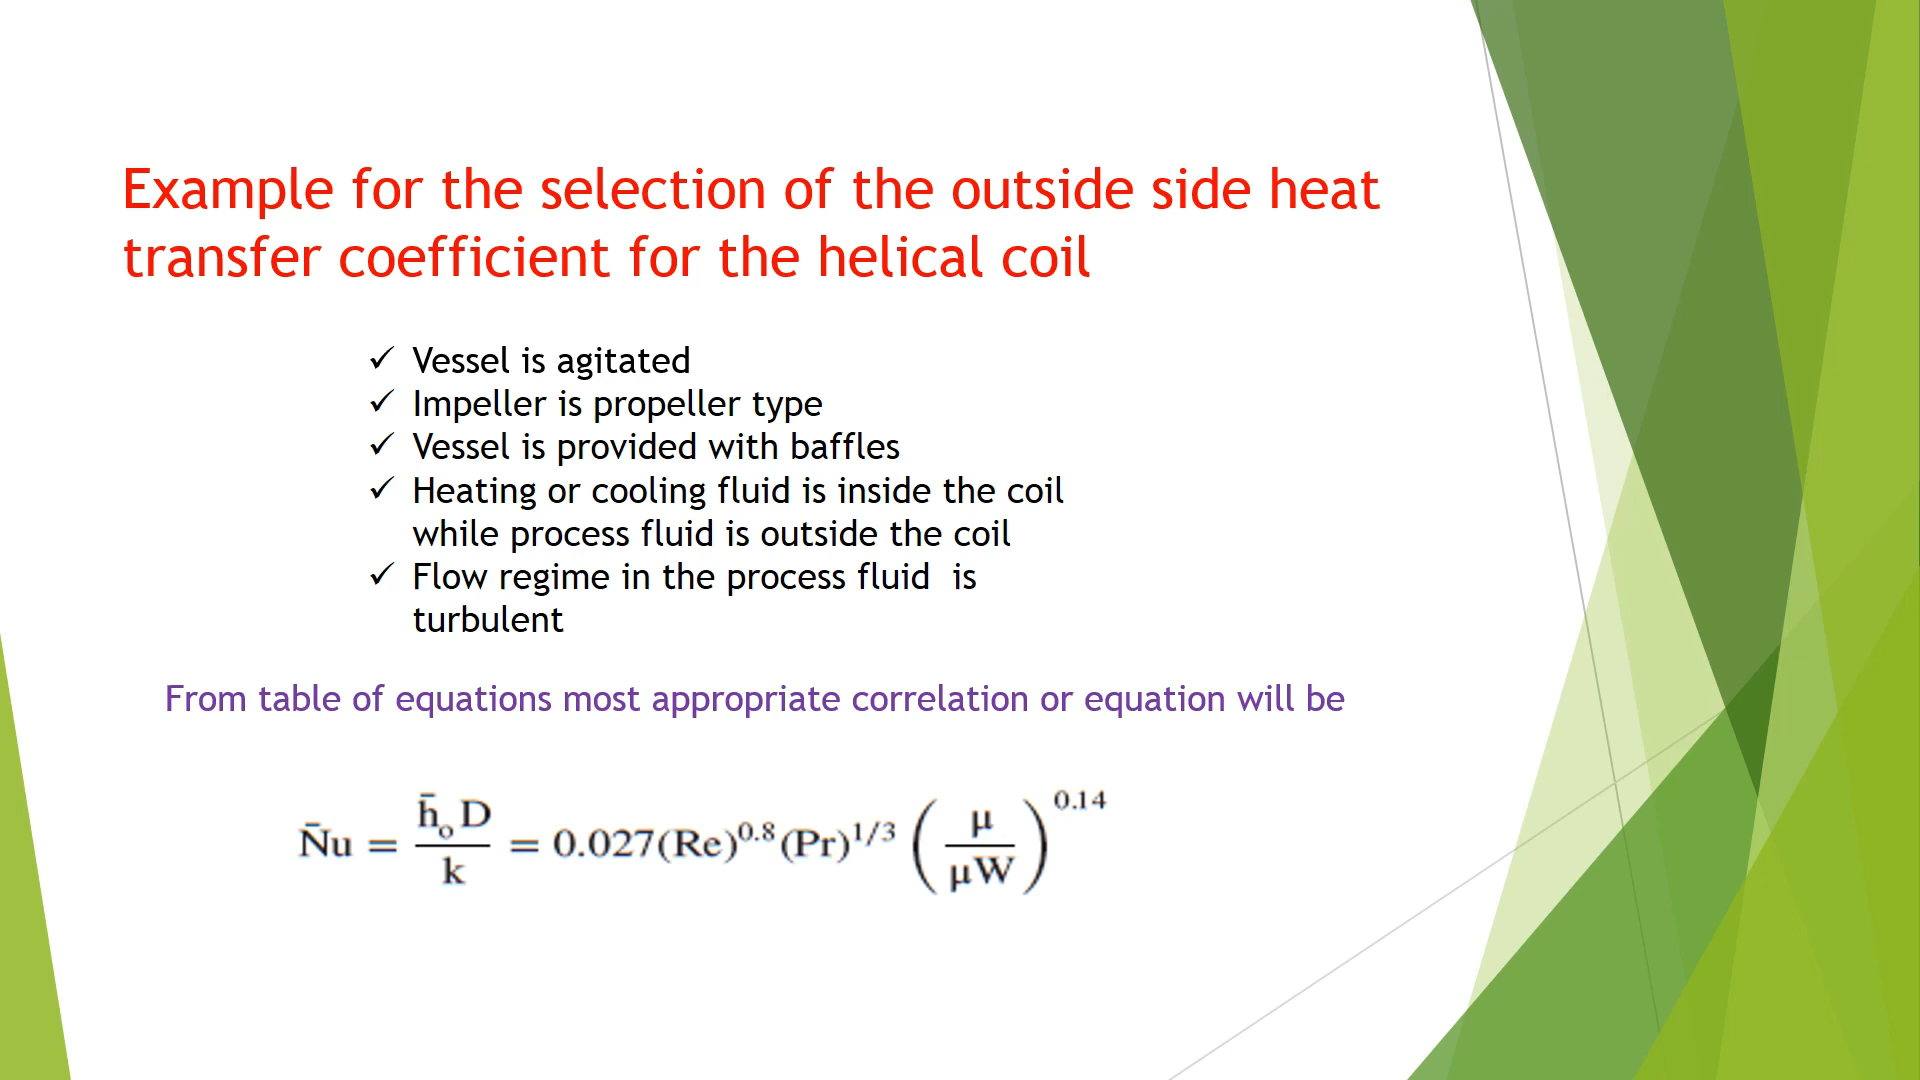 Example for the selection of the outside side heat
transfer coefficient for the helical coil
✓ Vessel is agitated
✓ Impeller is propeller type
✓ Vessel is provided with baffles
✓ Heating or cooling fluid is inside the coil
while process fluid is outside the coil
✓ Flow regime in the process fluid  is
turbulent
From table of equations most appropriate correlation or equation will be
N̄u = h̄ₒD/k = 0.027(Re)^0.8 (Pr)^1/3 (μ/μW)^0.14